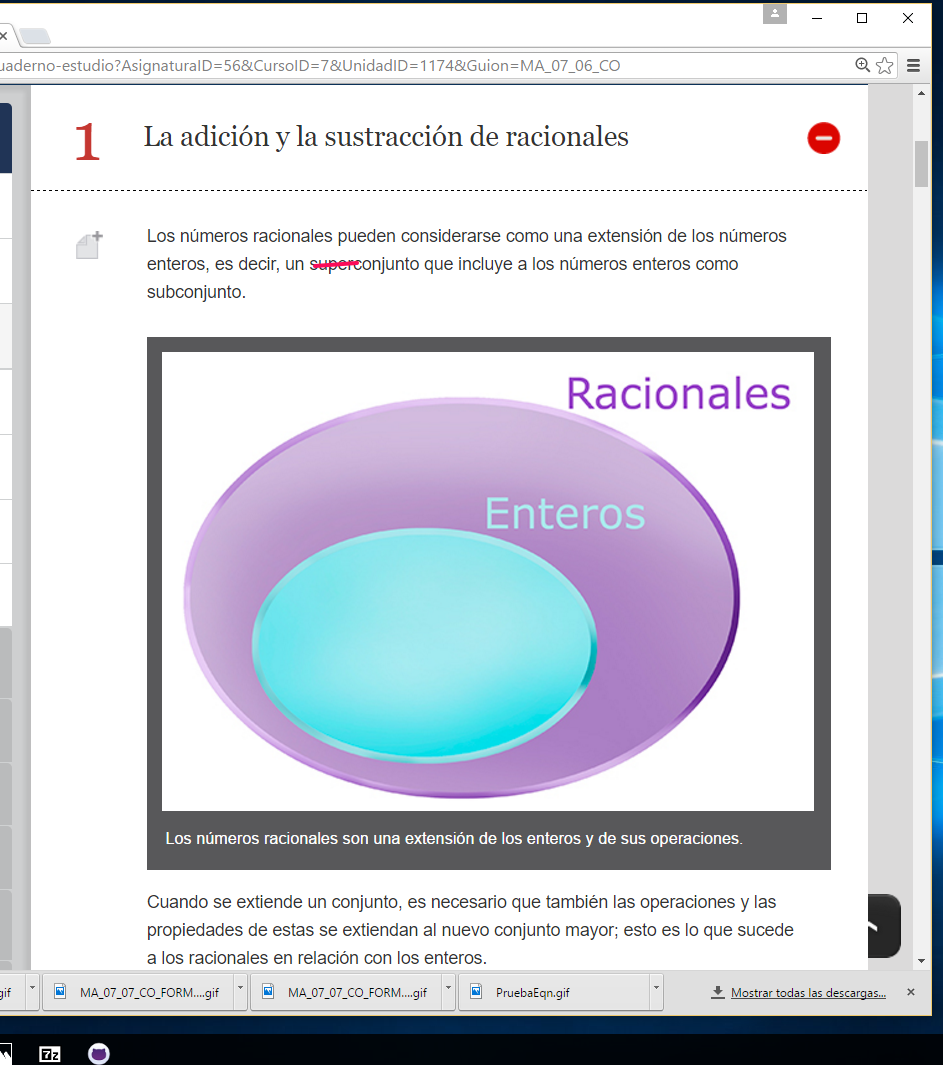 uaderno-estudio?AsignaturaID=56&CursoID=7&UnidadID=1174&Guion=MA_07_06_CO
1 La adición y la sustracción de racionales
Los números racionales pueden considerarse como una extensión de los números
enteros, es decir, un superconjunto que incluye a los números enteros como
subconjunto.
Racionales
Enteros
Los números racionales son una extensión de los enteros y de sus operaciones.
Cuando se extiende un conjunto, es necesario que también las operaciones y las
propiedades de estas se extiendan al nuevo conjunto mayor; esto es lo que sucede
a los racionales en relación con los enteros.
gif MA_07_07_CO_FORM....gif MA_07_07_CO_FORM....gif PruebaEqn.gif Mostrar todas las descargas...
7z